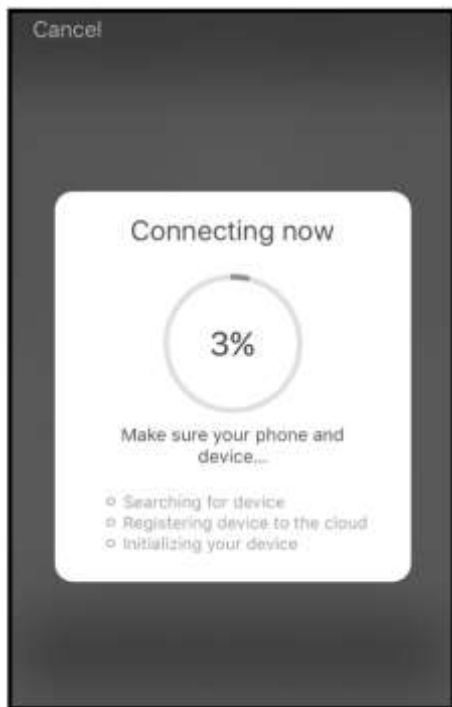 Cancel
Connecting now
3%
Make sure your phone and
device...
Searching for device
Registering device to the cloud
Initializing your device